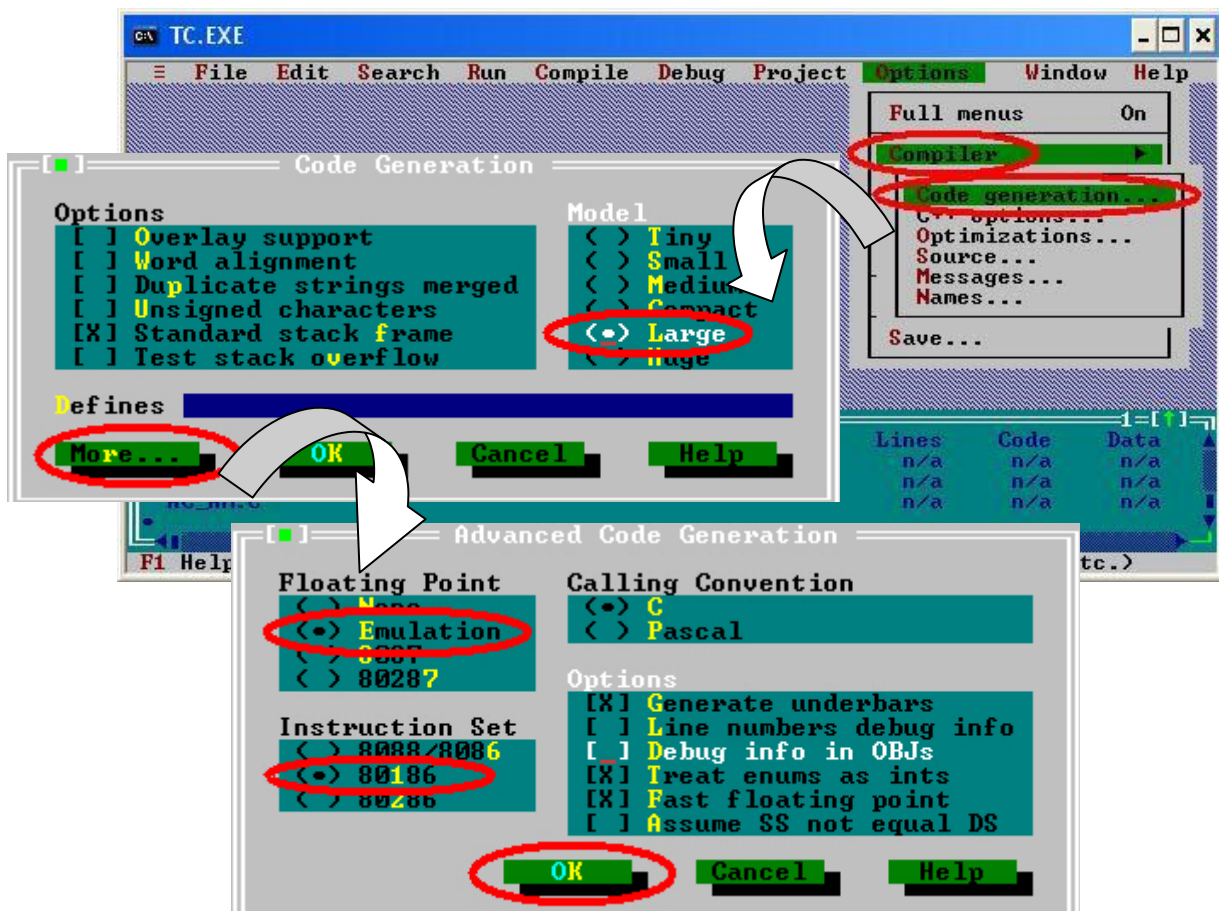 TC.EXE
≡ File Edit Search Run Compile Debug Project Options Window Help
Full menus On
Compiler
Code generation...
C++ options...
Optimizations...
Source...
Messages...
Names...
Save...
Code Generation
Options
[ ] Overlay support
[ ] Word alignment
[ ] Duplicate strings merged
[ ] Unsigned characters
[X] Standard stack frame
[ ] Test stack overflow
Model
( ) Tiny
( ) Small
( ) Medium
( ) Compact
(•) Large
( ) Huge
Defines
More... OK Cancel Help
1=[↑]
Lines Code Data
n/a n/a n/a
n/a n/a n/a
n/a n/a n/a
F1 Help
tc.)
[■] Advanced Code Generation
Floating Point
( ) None
(•) Emulation
( ) 8087
( ) 80287
Instruction Set
( ) 8088/8086
(•) 80186
( ) 80286
Calling Convention
(•) C
( ) Pascal
Options
[X] Generate underbars
[ ] Line numbers debug info
[_] Debug info in OBJs
[X] Treat enums as ints
[X] Fast floating point
[ ] Assume SS not equal DS
OK Cancel Help